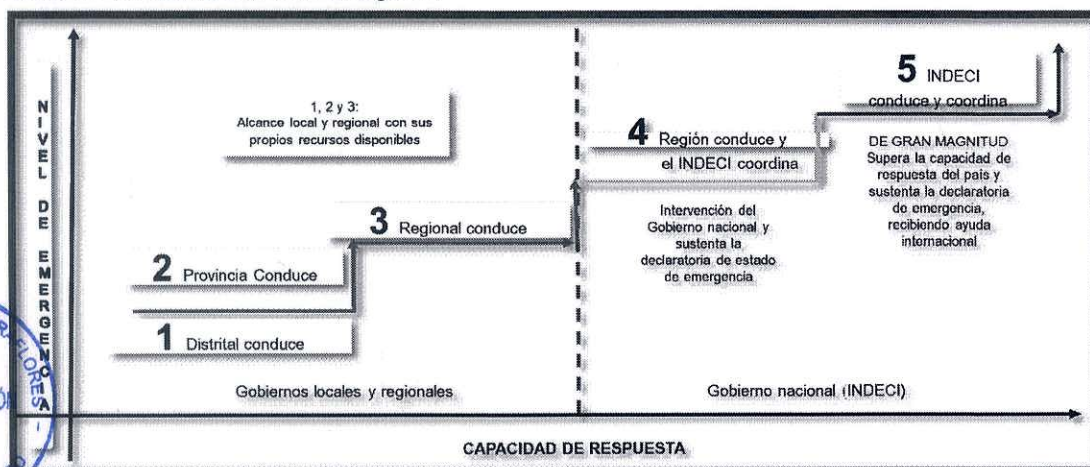 NIVEL DE EMERGENCIA
1, 2 y 3:
Alcance local y regional con sus
propios recursos disponibles
5 INDECI
conduce y coordina
4 Región conduce y
el INDECI coordina
DE GRAN MAGNITUD
Supera la capacidad de
respuesta del país y
sustenta la declaratoria
de emergencia,
recibiendo ayuda
internacional
3 Regional conduce
Intervención del
Gobierno nacional y
sustenta la
declaratoria de estado
de emergencia
2 Provincia Conduce
1 Distrital conduce
Gobiernos locales y regionales
Gobierno nacional (INDECI)
CAPACIDAD DE RESPUESTA
FLORES